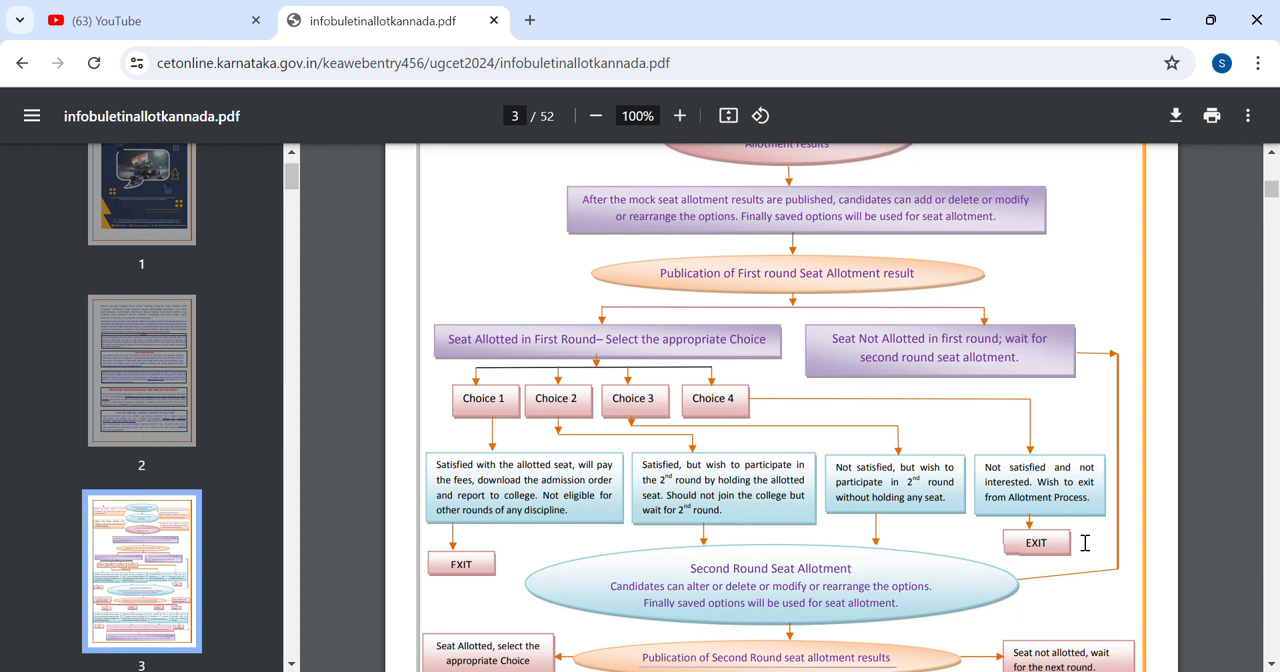 (63) YouTube
infobuletinallotkannada.pdf
cetonline.karnataka.gov.in/keawebentry456/ugcet2024/infobuletinallotkannada.pdf
S
infobuletinallotkannada.pdf
3 / 52
100%
1
2
3
Allotment results
After the mock seat allotment results are published, candidates can add or delete or modify
or rearrange the options. Finally saved options will be used for seat allotment.
Publication of First round Seat Allotment result
Seat Allotted in First Round– Select the appropriate Choice
Seat Not Allotted in first round; wait for
second round seat allotment.
Choice 1
Choice 2
Choice 3
Choice 4
Satisfied with the allotted seat, will pay
the fees, download the admission order
and report to college. Not eligible for
other rounds of any discipline.
Satisfied, but wish to participate in
the 2nd round by holding the allotted
seat. Should not join the college but
wait for 2nd round.
Not satisfied, but wish to
participate in 2nd round
without holding any seat.
Not satisfied and not
interested. Wish to exit
from Allotment Process.
EXIT
EXIT
Second Round Seat Allotment
Candidates can alter or delete or modify or rearrange the options.
Finally saved options will be used for seat allotment.
Seat Allotted, select the
appropriate Choice
Publication of Second Round seat allotment results
Seat not allotted, wait
for the next round.